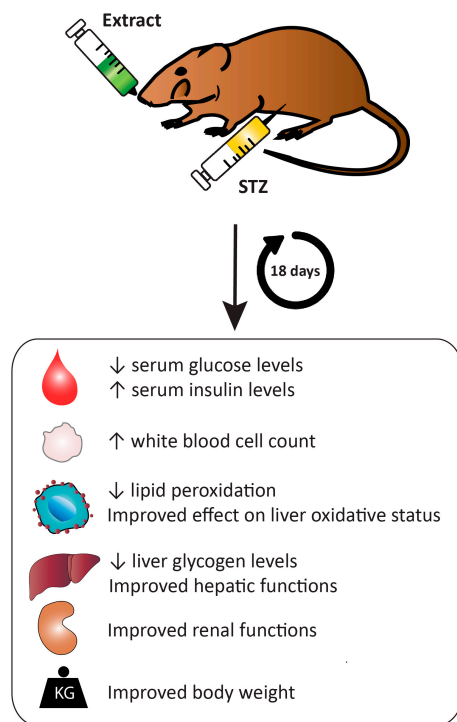 Extract
STZ
18 days
↓ serum glucose levels
↑ serum insulin levels
↑ white blood cell count
↓ lipid peroxidation
Improved effect on liver oxidative status
↓ liver glycogen levels
Improved hepatic functions
Improved renal functions
KG
Improved body weight